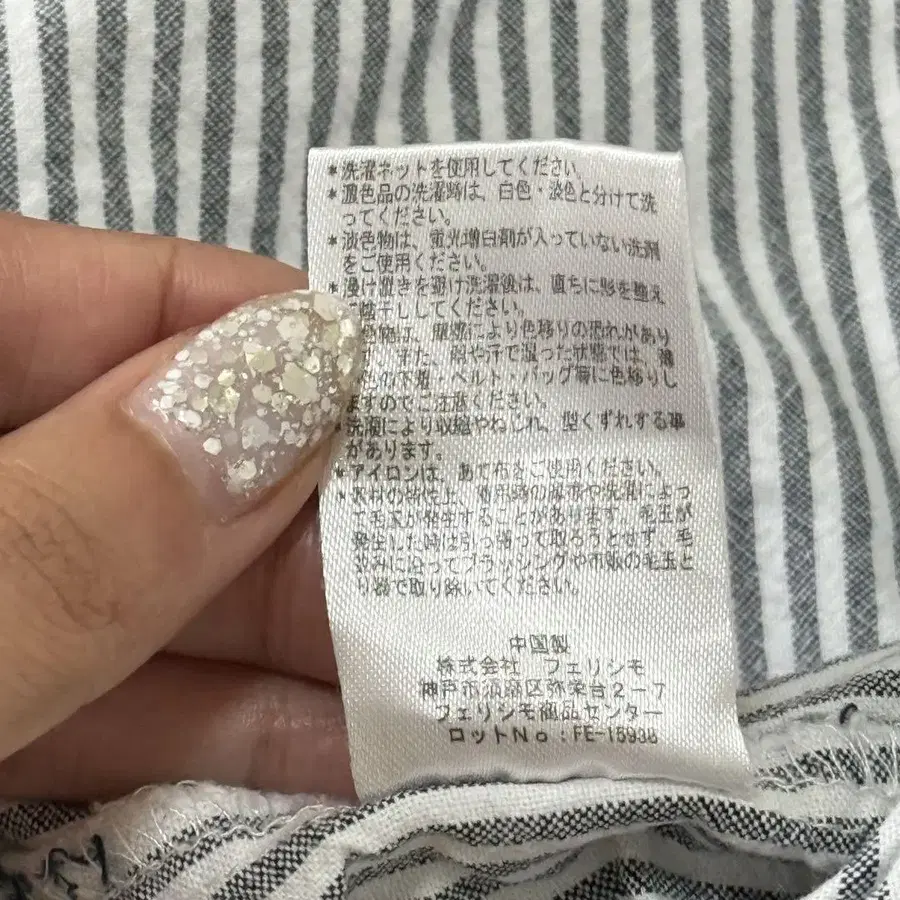 *洗濯ネットを使用してください。
*濃色品の洗濯跡は、白色・淡色と分けて洗
ってください。
*淡色物は、蛍光増白剤が入っていない洗剤
をご使用ください。
*浸け置きを避け洗濯後は、直ちに形を整え
陰干ししてください。
色物は、摩擦により色移りの恐れがあり
また、雨や汗で湿った状態では、
色の下着・ベルト・バッグ等に色移りし
ますのでご注意ください。
*洗濯により収縮やねじれ、型くずれする事
があります。
*アイロンは、あて布をご使用ください。
*素材の特性上、着用時の摩擦や洗濯によっ
て毛玉が発生することがあります。毛玉が
発生した時は引っ張って取ろうとせず、毛
並みに沿ってブラッシングや市販の毛玉と
り器で取り除いてください。
中国製
株式会社 フェリシモ
神戸市須磨区弥栄台2-7
フェリシモ商品センター
ロットNo:FE-15938